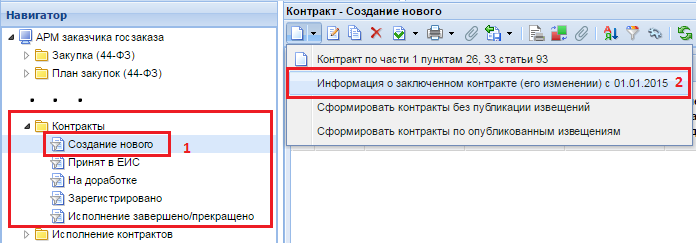 Навигатор
АРМ заказчика госзаказа
Закупка (44-ФЗ)
План закупок (44-ФЗ)
• • •
Контракты
Создание нового
1
Принят в ЕИС
На доработке
Зарегистрировано
Исполнение завершено/прекращено
Исполнение контрактов
Контракт - Создание нового
Контракт по части 1 пунктам 26, 33 статьи 93
Информация о заключенном контракте (его изменении) с 01.01.2015
2
Сформировать контракты без публикации извещений
Сформировать контракты по опубликованным извещениям